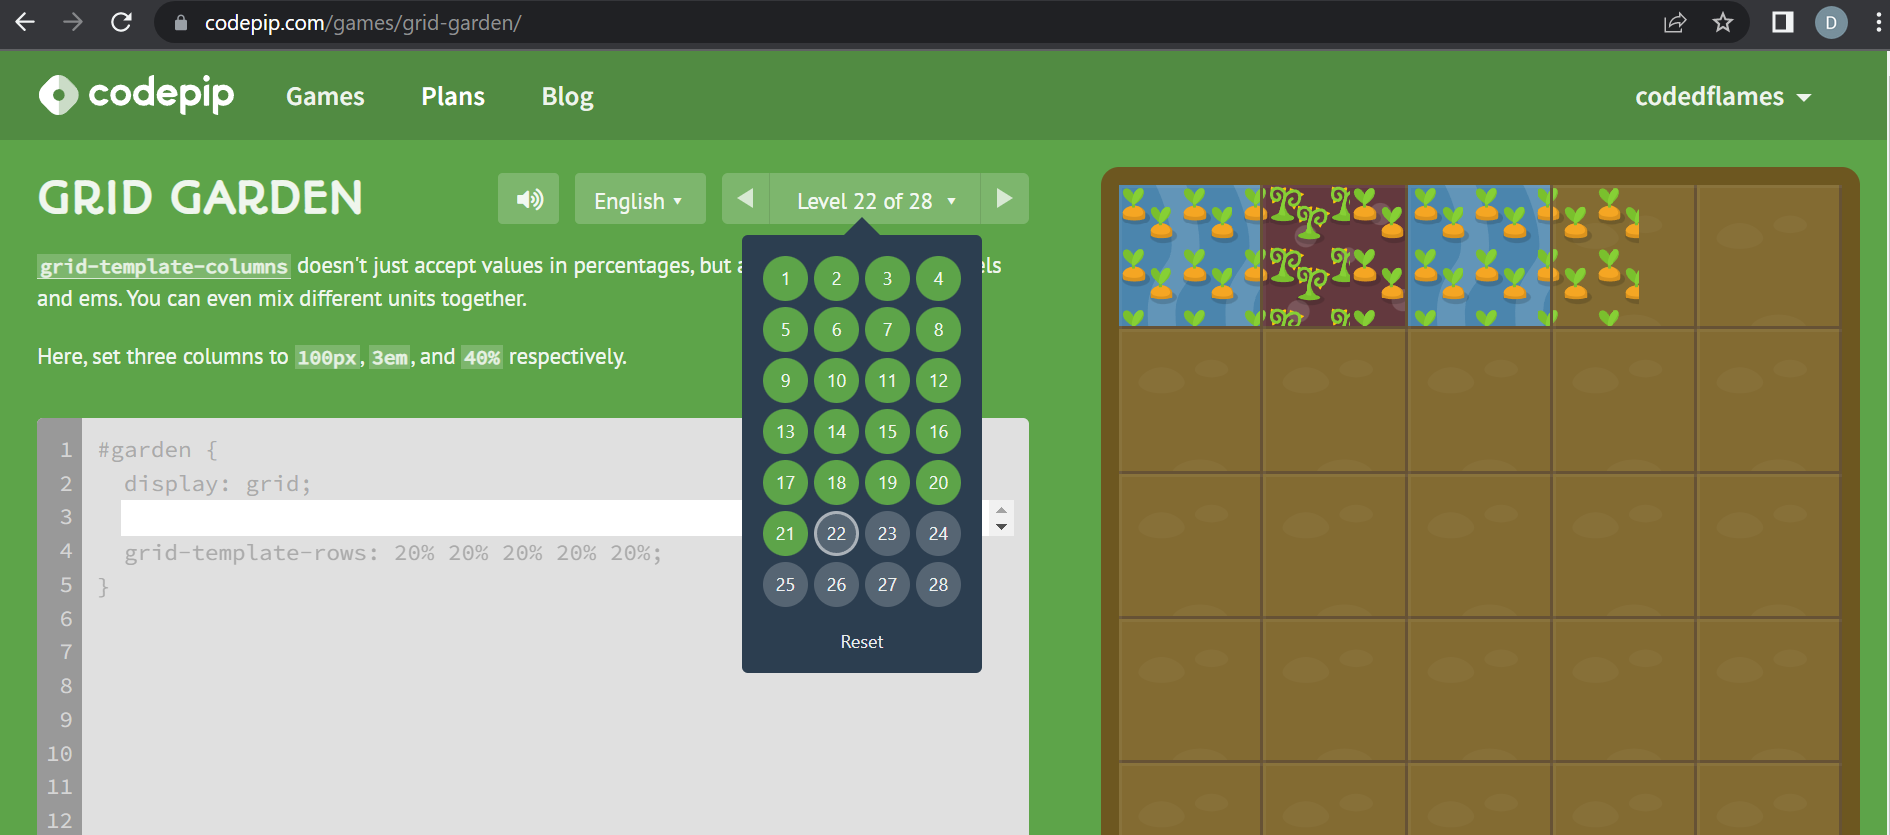 codepip.com/games/grid-garden/
D
codepip
Games
Plans
Blog
codedflames
GRID GARDEN
English
Level 22 of 28
grid-template-columns doesn't just accept values in percentages, but a
els
and ems. You can even mix different units together.
Here, set three columns to 100px, 3em, and 40% respectively.
1 2 3 4
5 6 7 8
9 10 11 12
13 14 15 16
17 18 19 20
21 22 23 24
25 26 27 28
Reset
1 #garden {
2 display: grid;
3
4 grid-template-rows: 20% 20% 20% 20% 20%;
5 }
6
7
8
9
10
11
12